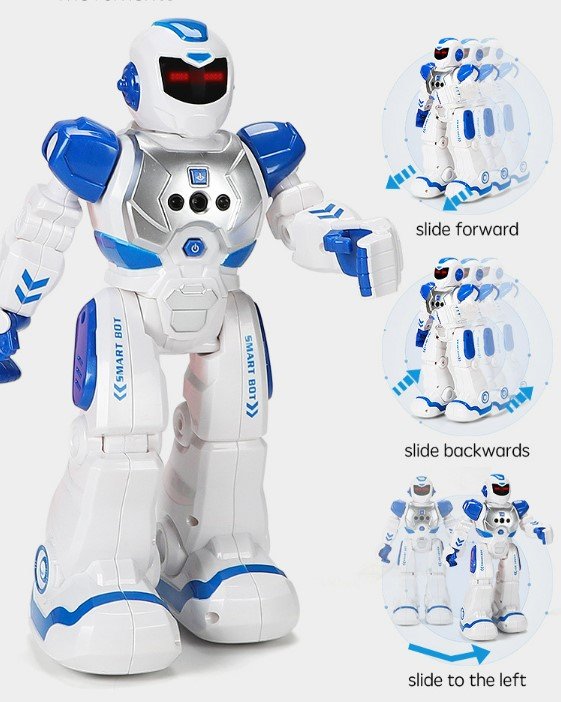 SMART BOT
SMART BOT
slide forward
slide backwards
slide to the left